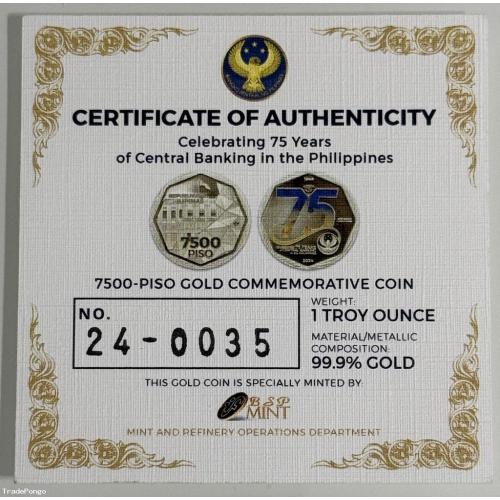 CERTIFICATE OF AUTHENTICITY
Celebrating 75 Years
of Central Banking in the Philippines
7500
PISO
75
2024
7500-PISO GOLD COMMEMORATIVE COIN
NO.
24-0035
WEIGHT:
1 TROY OUNCE
MATERIAL/METALLIC
COMPOSITION:
99.9% GOLD
THIS GOLD COIN IS SPECIALLY MINTED BY:
BSP
MINT
MINT AND REFINERY OPERATIONS DEPARTMENT
TradePongo